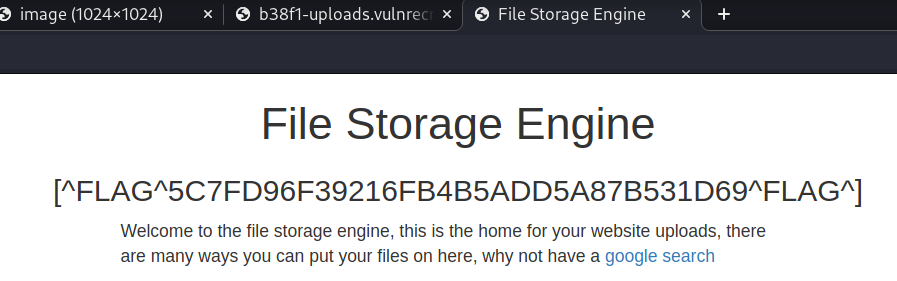 image (1024×1024)
b38f1-uploads.vulnrec
File Storage Engine
File Storage Engine
[^FLAG^5C7FD96F39216FB4B5ADD5A87B531D69^FLAG^]
Welcome to the file storage engine, this is the home for your website uploads, there
are many ways you can put your files on here, why not have a google search